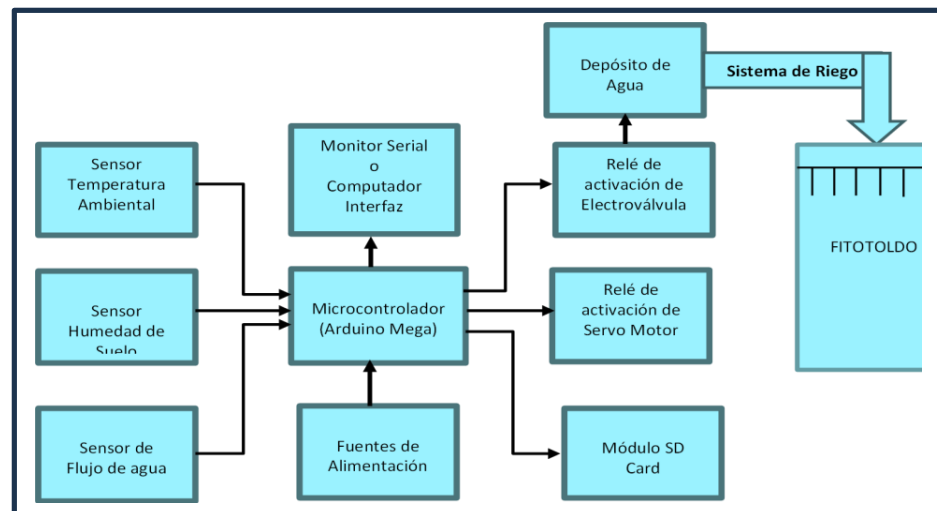 Depósito de
Agua
Sistema de Riego
Sensor
Temperatura
Ambiental
Monitor Serial
o
Computador
Interfaz
Relé de
activación de
Electroválvula
FITOTOLDO
Sensor
Humedad de
Suelo
Microcontrolador
(Arduino Mega)
Relé de
activación de
Servo Motor
Sensor de
Flujo de agua
Fuentes de
Alimentación
Módulo SD
Card